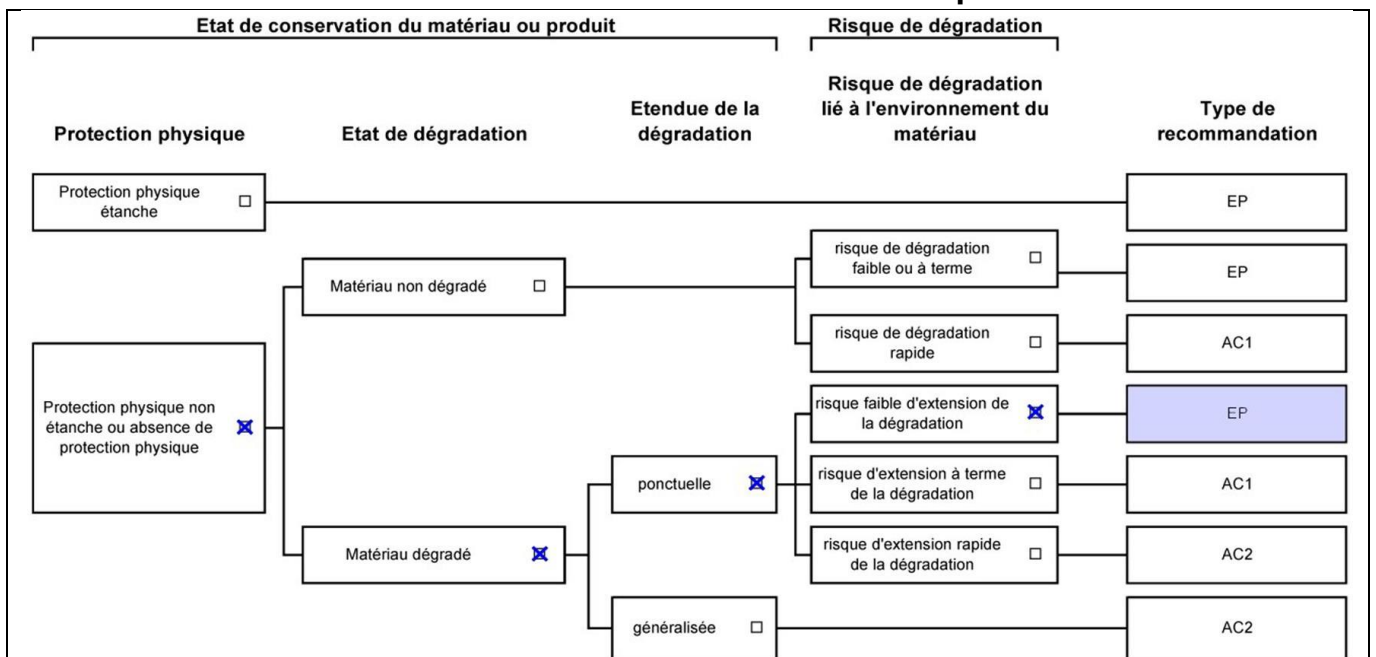 Etat de conservation du matériau ou produit
Risque de dégradation
Protection physique
Etat de dégradation
Etendue de la
dégradation
Risque de dégradation
lié à l'environnement du
matériau
Type de
recommandation
Protection physique
étanche
EP
risque de dégradation
faible ou à terme
EP
Matériau non dégradé
risque de dégradation
rapide
AC1
Protection physique non
étanche ou absence de
protection physique
risque faible d'extension de
la dégradation
EP
ponctuelle
risque d'extension à terme
de la dégradation
AC1
Matériau dégradé
risque d'extension rapide
de la dégradation
AC2
généralisée
AC2